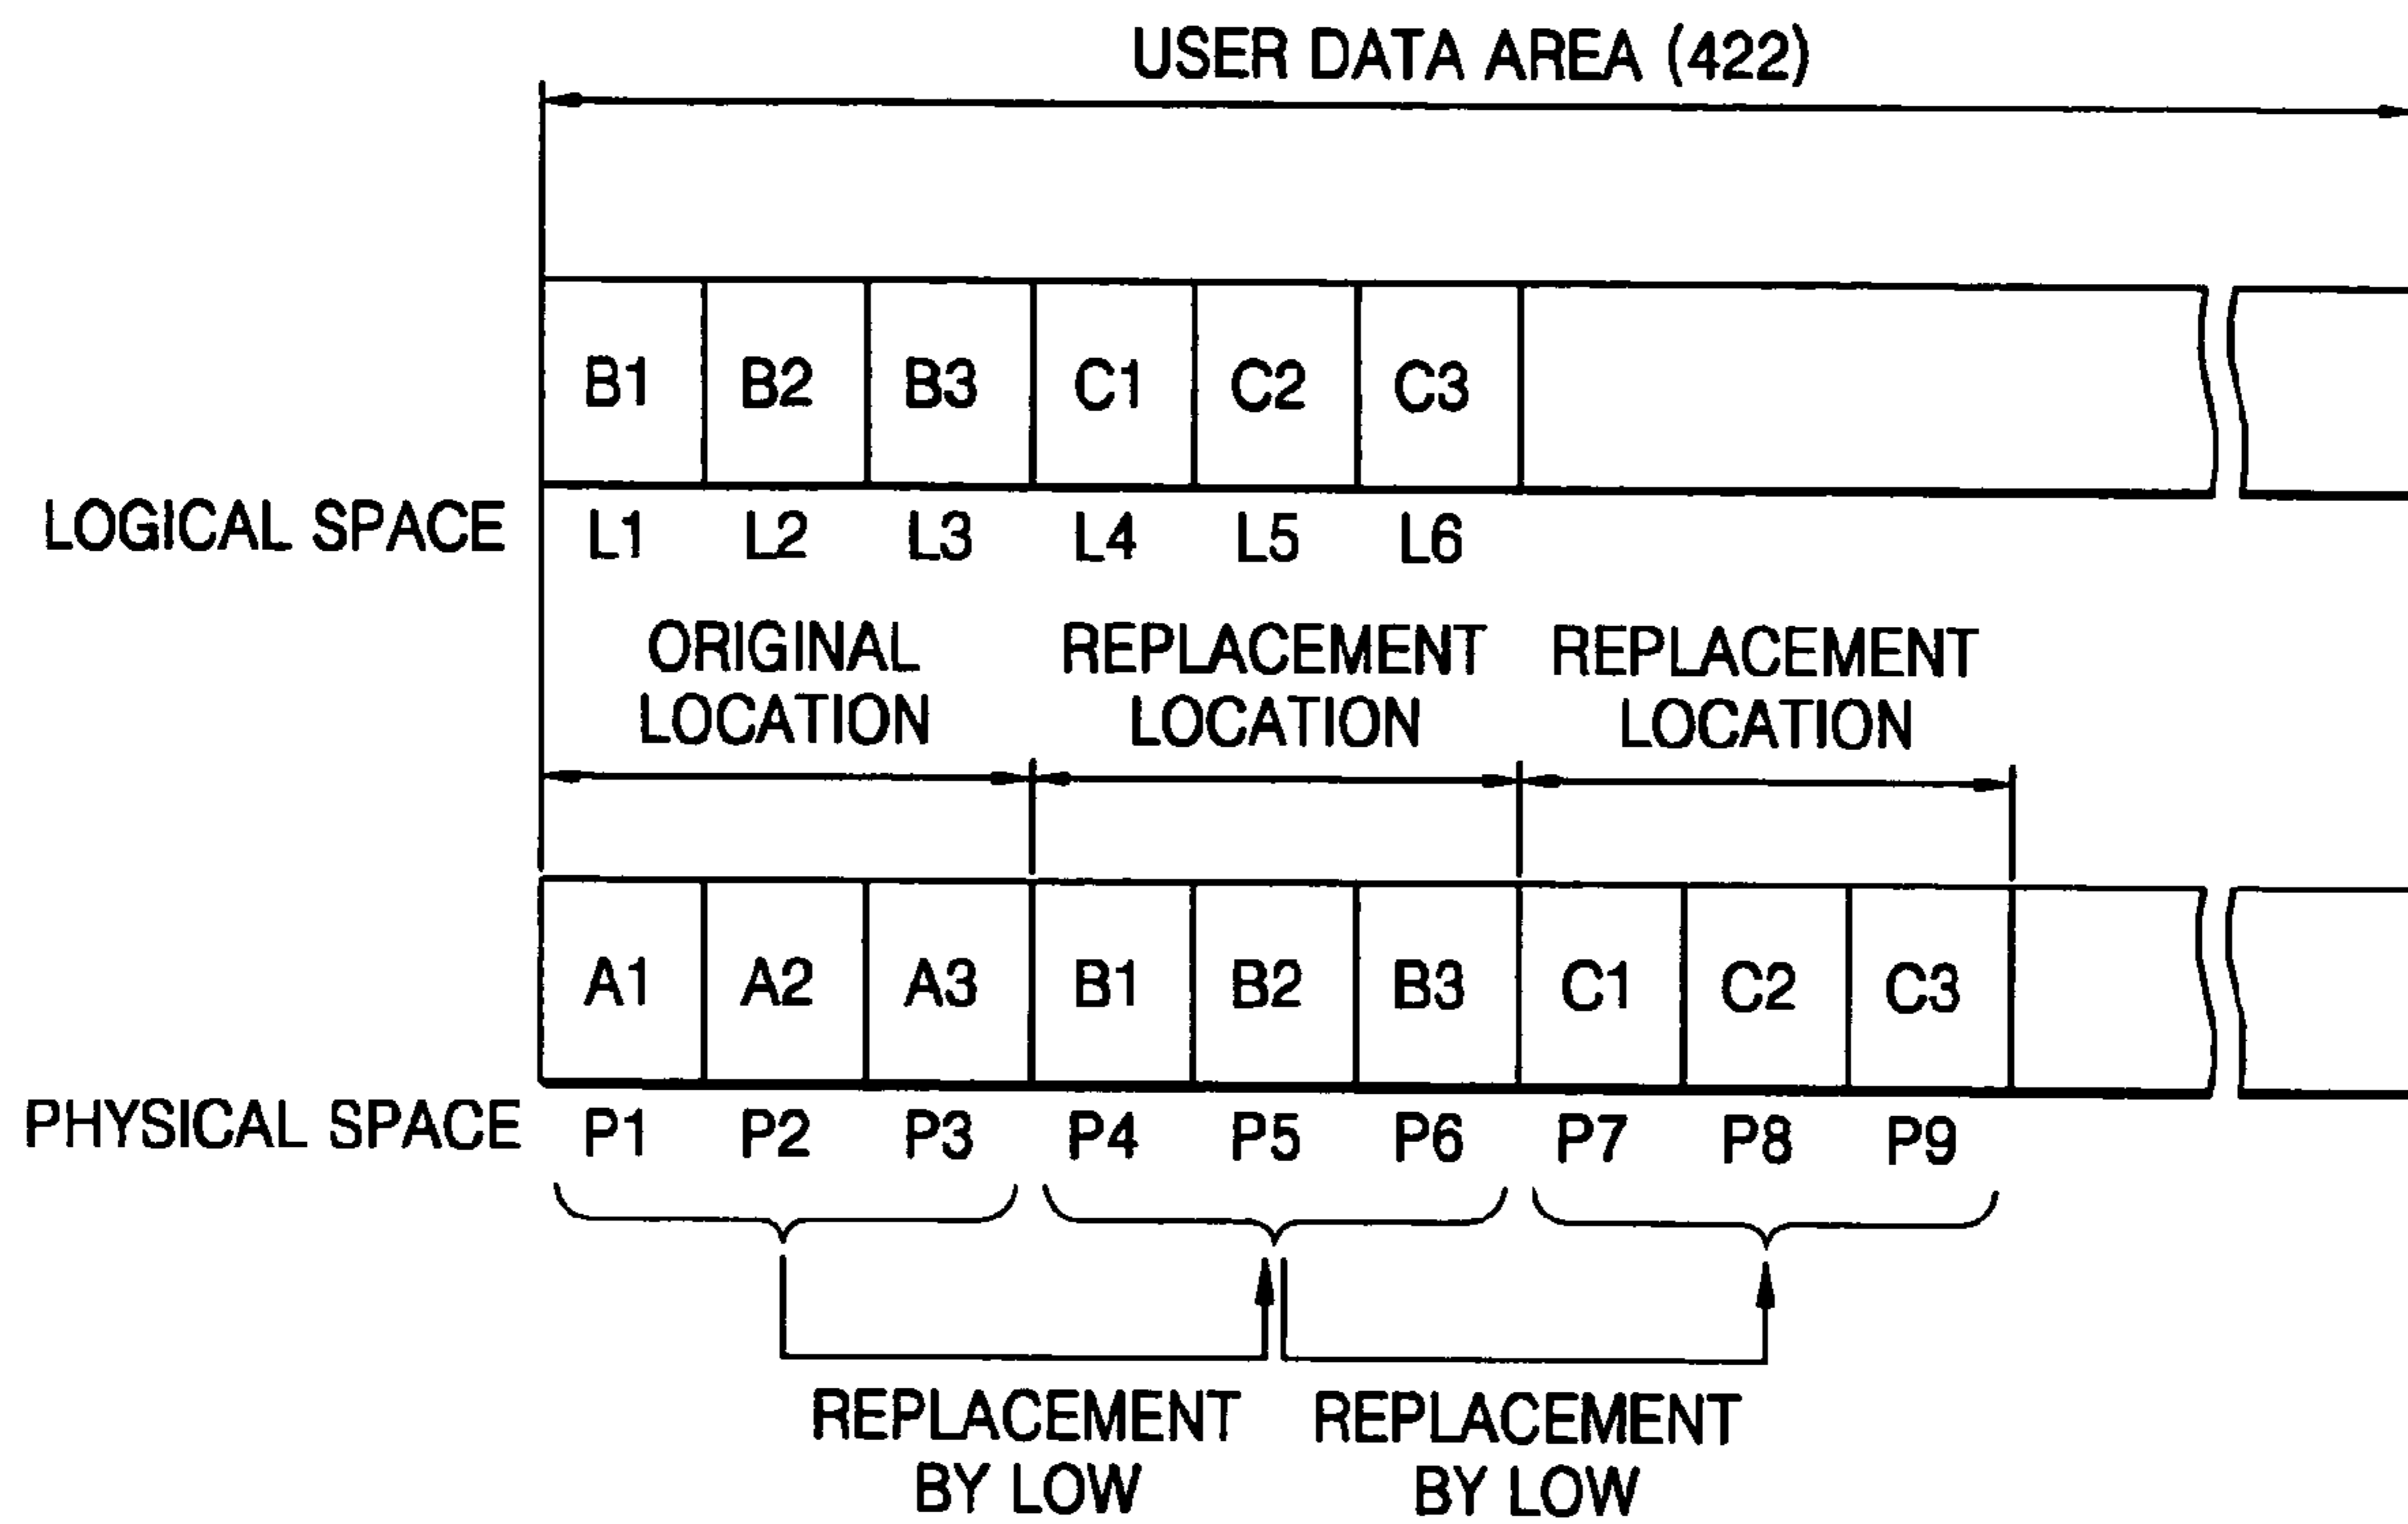 USER DATA AREA (422)
B1 B2 B3 C1 C2 C3
LOGICAL SPACE L1 L2 L3 L4 L5 L6
ORIGINAL LOCATION
REPLACEMENT LOCATION
REPLACEMENT LOCATION
A1 A2 A3 B1 B2 B3 C1 C2 C3
PHYSICAL SPACE P1 P2 P3 P4 P5 P6 P7 P8 P9
REPLACEMENT BY LOW
REPLACEMENT BY LOW